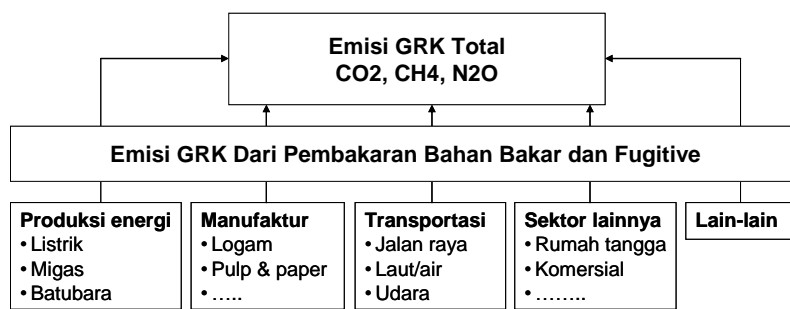 Emisi GRK Total
CO2, CH4, N2O
Emisi GRK Dari Pembakaran Bahan Bakar dan Fugitive
Produksi energi
• Listrik
• Migas
• Batubara
Manufaktur
• Logam
• Pulp & paper
• …..
Transportasi
• Jalan raya
• Laut/air
• Udara
Sektor lainnya
• Rumah tangga
• Komersial
• ……..
Lain-lain